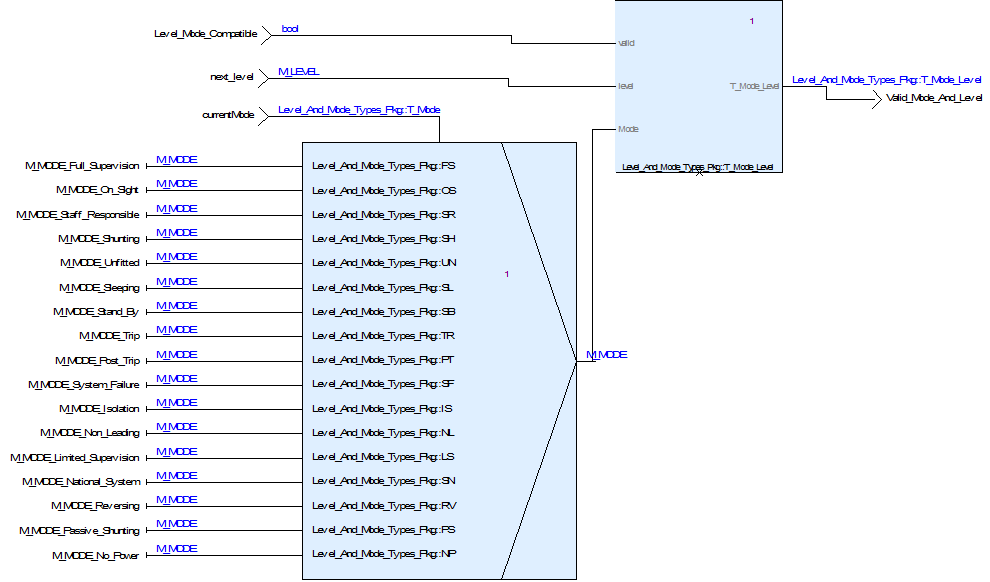 1
Level_Mode_Compatible
bool
valid
next_level
M_LEVEL
level
T_Mode_Level
Level_And_Mode_Types_Pkg::T_Mode_Level
Valid_Mode_And_Level
currentMode
Level_And_Mode_Types_Pkg::T_Mode
Mode
Level_And_Mode_Types_Pkg::T_Mode_Level
M_MODE_Full_Supervision M_MODE Level_And_Mode_Types_Pkg::FS
M_MODE_On_Sight M_MODE Level_And_Mode_Types_Pkg::OS
M_MODE_Staff_Responsible M_MODE Level_And_Mode_Types_Pkg::SR
M_MODE_Shunting M_MODE Level_And_Mode_Types_Pkg::SH
M_MODE_Unfitted M_MODE Level_And_Mode_Types_Pkg::UN
1
M_MODE_Sleeping M_MODE Level_And_Mode_Types_Pkg::SL
M_MODE_Stand_By M_MODE Level_And_Mode_Types_Pkg::SB
M_MODE_Trip M_MODE Level_And_Mode_Types_Pkg::TR
M_MODE_Post_Trip M_MODE Level_And_Mode_Types_Pkg::PT
M_MODE
M_MODE_System_Failure M_MODE Level_And_Mode_Types_Pkg::SF
M_MODE_Isolation M_MODE Level_And_Mode_Types_Pkg::IS
M_MODE_Non_Leading M_MODE Level_And_Mode_Types_Pkg::NL
M_MODE_Limited_Supervision M_MODE Level_And_Mode_Types_Pkg::LS
M_MODE_National_System M_MODE Level_And_Mode_Types_Pkg::SN
M_MODE_Reversing M_MODE Level_And_Mode_Types_Pkg::RV
M_MODE_Passive_Shunting M_MODE Level_And_Mode_Types_Pkg::PS
M_MODE_No_Power M_MODE Level_And_Mode_Types_Pkg::NP